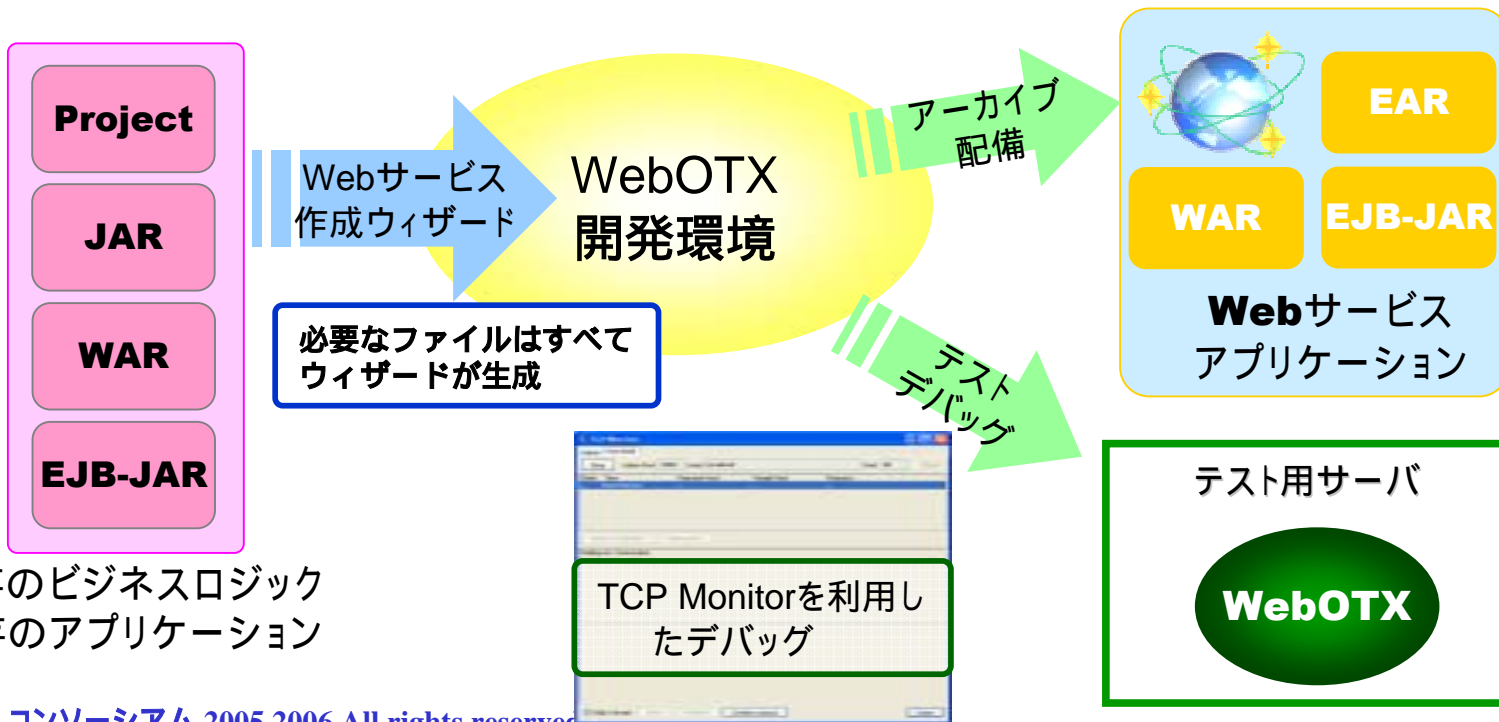 Project
JAR
WAR
EJB-JAR
のビジネスロジック
のアプリケーション
Webサービス
作成ウィザード
WebOTX
開発環境
必要なファイルはすべて
ウィザードが生成
アーカイブ
配備
テスト
デバッグ
EAR
WAR
EJB-JAR
Webサービス
アプリケーション
テスト用サーバ
WebOTX
TCP Monitorを利用し
たデバッグ
コンソーシアム 2005,2006 All rights reserved